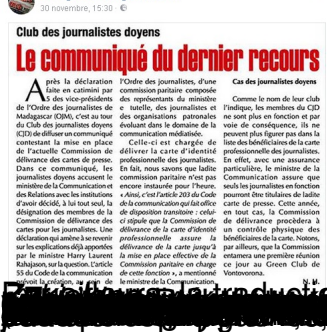 30 novembre, 15:30
Club des journalistes doyens
Le communiqué du dernier recours
Après la déclaration
faite en catimini par
5 des vice-présidents
de l'Ordre des journalistes de
Madagascar (OJM), c'est au tour
du Club des journalistes doyens
(CJD) de diffuser un communiqué
contestant la mise en place
de l'actuelle Commission de
délivrance des cartes de presse.
Dans ce communiqué, les
journalistes doyens accusent le
ministère de la Communication et
des Relations avec les institutions
d'avoir décidé, à lui tout seul, la
désignation des membres de la
Commission de délivrance des
cartes pour les journalistes. Une
déclaration qui amène à se revenir
sur les explications déjà apportées
par le ministre Harry Laurent
Rahajason, sur la question. L'article
55 du Code de la communication
prévoit la création, au sein de
l'Ordre des journalistes, d'une
commission paritaire composée
des représentants du ministère
de tutelle, des journalistes et
des organisations patronales
évoluant dans le domaine de la
communication médiatisée.
Celle-ci est chargée de
délivrer la carte d'identité
professionnelle des journalistes.
En fait, nous savons que ladite
commission paritaire n'est pas
encore instaurée pour l'heure.
« Ainsi, c'est l'article 203 du Code
de la communication qui fait office
de disposition transitoire : celui-
ci stipule que la Commission de
délivrance de la carte d'identité
professionnelle assure la
délivrance de la carte jusqu'à
la mise en place effective de la
Commission paritaire en charge
de cette fonction », a mentionné
le ministre de la Communication.
Cas des journalistes doyens
Comme le nom de leur club
l'indique, les membres du CJD
ne sont plus en fonction et par
voie de conséquence, ils ne
peuvent plus figurer pas dans la
liste des bénéficiaires de la carte
professionnelle des journalistes.
En effet, avec une assurance
particulière, le ministre de la
Communication assure que
seuls les journalistes en fonction
pourront être titulaires de ladite
carte de presse. Cette année,
en tout cas, la Commission
de délivrance procèdera à
un contrôle physique des
bénéficiaires de la carte. Notons,
par ailleurs, que la Commission
entamera une première réunion
ce jour au Green Club de
Vontovorona.
N. H.